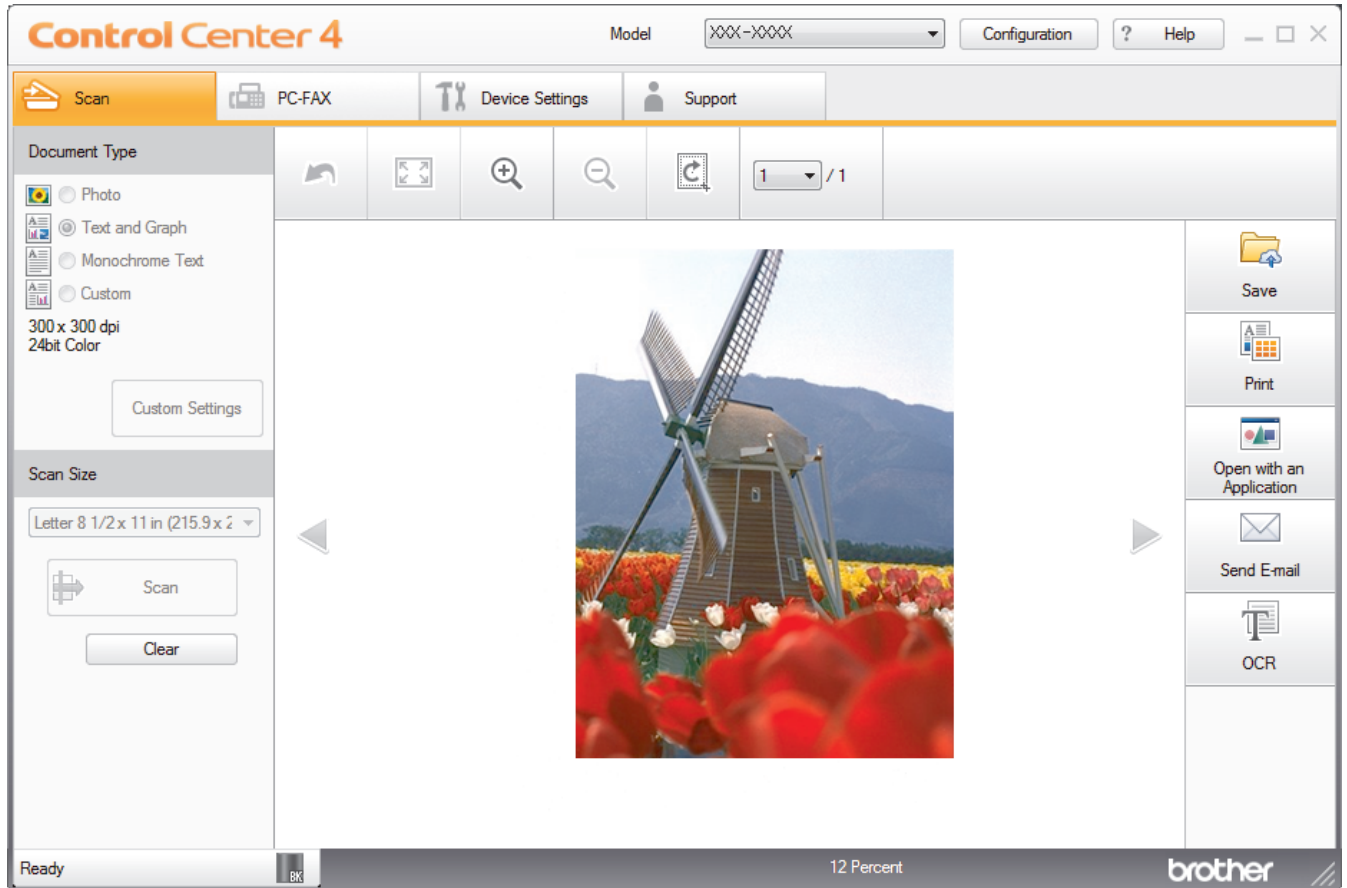 Control Center 4
Model
XXX-XXXX
Configuration
? Help
Scan
PC-FAX
Device Settings
Support
Document Type
Photo
Text and Graph
Monochrome Text
Custom
300 x 300 dpi
24bit Color
Custom Settings
Scan Size
Letter 8 1/2 x 11 in (215.9 x 2
Scan
Clear
1 / 1
Save
Print
Open with an
Application
Send E-mail
OCR
Ready
BK
12 Percent
brother